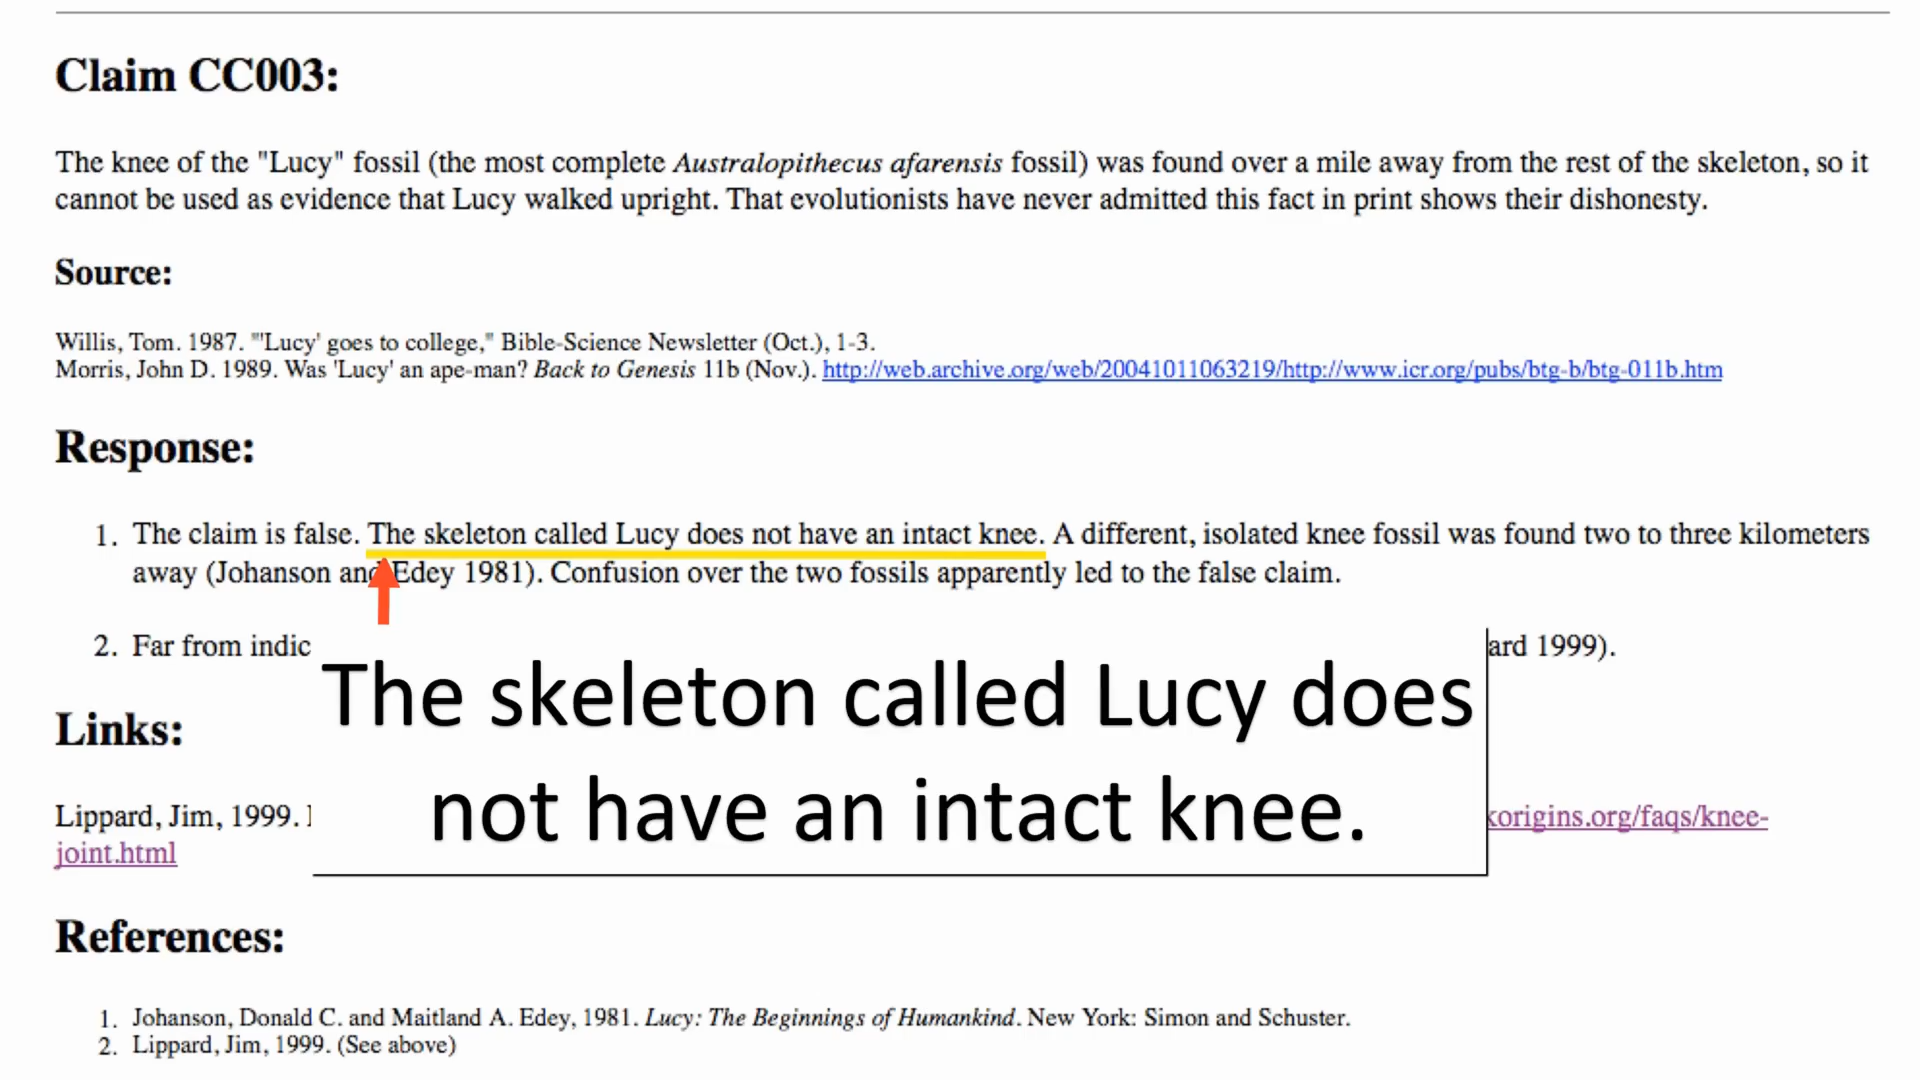 Claim CC003:
The knee of the "Lucy" fossil (the most complete Australopithecus afarensis fossil) was found over a mile away from the rest of the skeleton, so it
cannot be used as evidence that Lucy walked upright. That evolutionists have never admitted this fact in print shows their dishonesty.
Source:
Willis, Tom. 1987. "'Lucy' goes to college," Bible-Science Newsletter (Oct.), 1-3.
Morris, John D. 1989. Was 'Lucy' an ape-man? Back to Genesis 11b (Nov.). http://web.archive.org/web/20041011063219/http://www.icr.org/pubs/btg-b/btg-011b.htm
Response:
1. The claim is false. The skeleton called Lucy does not have an intact knee. A different, isolated knee fossil was found two to three kilometers
away (Johanson and Edey 1981). Confusion over the two fossils apparently led to the false claim.
2. Far from indic ard 1999).
The skeleton called Lucy does
not have an intact knee.
Links:
Lippard, Jim, 1999. korigins.org/faqs/knee-
joint.html
References:
1. Johanson, Donald C. and Maitland A. Edey, 1981. Lucy: The Beginnings of Humankind. New York: Simon and Schuster.
2. Lippard, Jim, 1999. (See above)